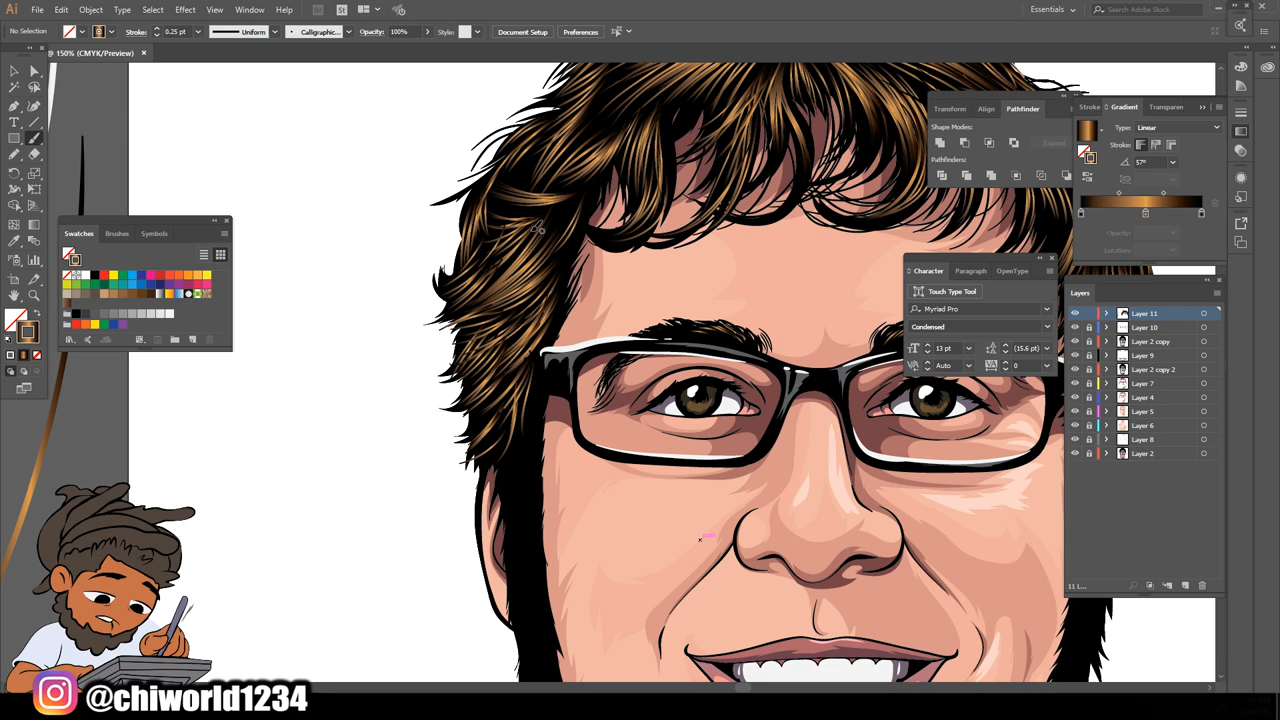 Ai File Edit Object Type Select Effect View Window Help Br St Essentials Search Adobe Stock
No Selection Stroke: 0.25 pt Uniform Calligraphic... Opacity: 100% Style: Document Setup Preferences
@ 150% (CMYK/Preview) ×
Transform Align Pathfinder
Shape Modes:
Expand
Pathfinders:
Stroke Gradient Transparen
Type: Linear
Stroke:
57°
Opacity:
Location:
Swatches Brushes Symbols
Character Paragraph OpenType
Touch Type Tool
Myriad Pro
Condensed
13 pt (15.6 pt)
Auto 0
Layers
Layer 11
Layer 10
Layer 2 copy
Layer 9
Layer 2 copy 2
Layer 7
Layer 4
Layer 5
Layer 6
Layer 8
Layer 2
11 L...
path
@chiworld1234